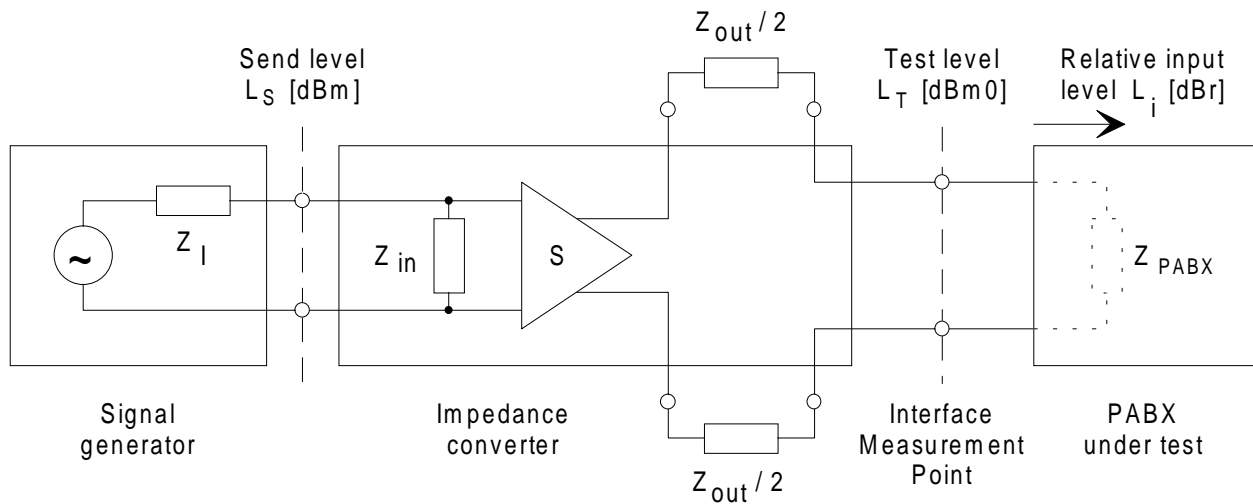 Z out / 2
Send level
L S [dBm]
Test level
L T [dBm0]
Relative input
level L i [dBr]
Z I
Z in
S
Z PABX
~
Signal
generator
Impedance
converter
Z out / 2
Interface
Measurement
Point
PABX
under test